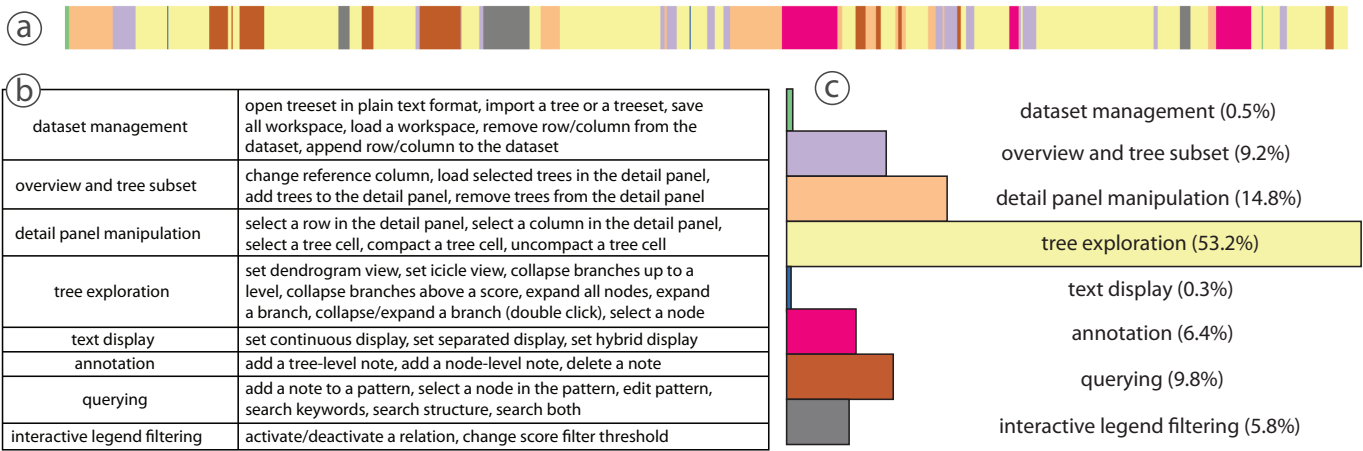 a
b
dataset management
open treeset in plain text format, import a tree or a treeset, save
all workspace, load a workspace, remove row/column from the
dataset, append row/column to the dataset
overview and tree subset
change reference column, load selected trees in the detail panel,
add trees to the detail panel, remove trees from the detail panel
detail panel manipulation
select a row in the detail panel, select a column in the detail panel,
select a tree cell, compact a tree cell, uncompact a tree cell
tree exploration
set dendrogram view, set icicle view, collapse branches up to a
level, collapse branches above a score, expand all nodes, expand
a branch, collapse/expand a branch (double click), select a node
text display
set continuous display, set separated display, set hybrid display
annotation
add a tree-level note, add a node-level note, delete a note
querying
add a note to a pattern, select a node in the pattern, edit pattern,
search keywords, search structure, search both
interactive legend filtering
activate/deactivate a relation, change score filter threshold
c
dataset management (0.5%)
overview and tree subset (9.2%)
detail panel manipulation (14.8%)
tree exploration (53.2%)
text display (0.3%)
annotation (6.4%)
querying (9.8%)
interactive legend filtering (5.8%)